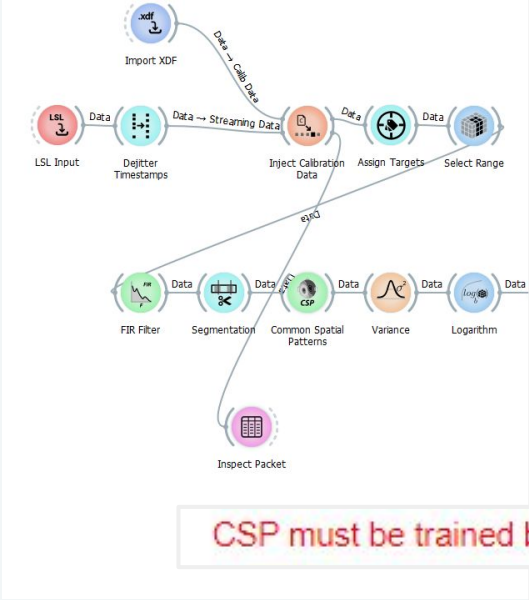 .xdf
Import XDF
Data → Calib Data
LSL
Data
Data → Streaming Data
Data
Data
LSL Input
Dejitter
Timestamps
Inject Calibration
Data
Assign Targets
Select Range
Data
FIR
Data
Data
Data
Data
Data
Data
CSP
σ²
log b
FIR Filter
Segmentation
Common Spatial
Patterns
Variance
Logarithm
Inspect Packet
CSP must be trained